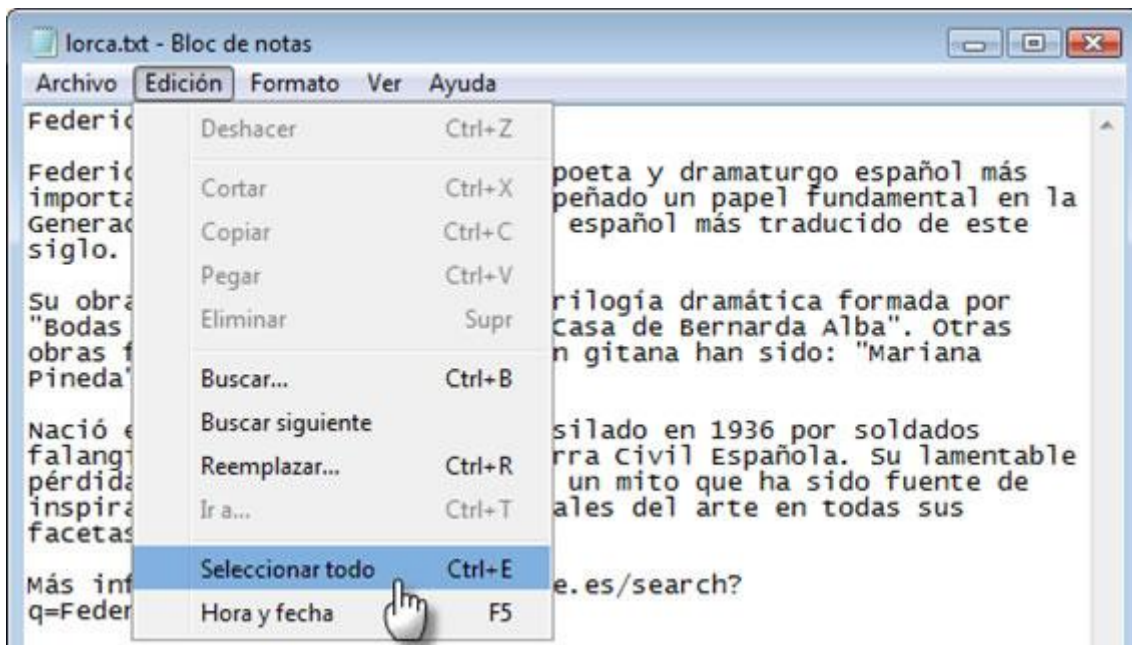 lorca.txt - Bloc de notas
Archivo Edición Formato Ver Ayuda
Deshacer Ctrl+Z
Cortar Ctrl+X
Copiar Ctrl+C
Pegar Ctrl+V
Eliminar Supr
Buscar... Ctrl+B
Buscar siguiente
Reemplazar... Ctrl+R
Ir a... Ctrl+T
Seleccionar todo Ctrl+E
Hora y fecha F5
Federic
Federic poeta y dramaturgo español más
importa peñado un papel fundamental en la
Generac español más traducido de este
siglo.
Su obra rilogía dramática formada por
"Bodas Casa de Bernarda Alba". Otras
obras f n gitana han sido: "Mariana
Pineda"
Nació e silado en 1936 por soldados
falangi rra Civil Española. Su lamentable
pérdida un mito que ha sido fuente de
inspira ales del arte en todas sus
facetas
Más inf e.es/search?
q=Feder